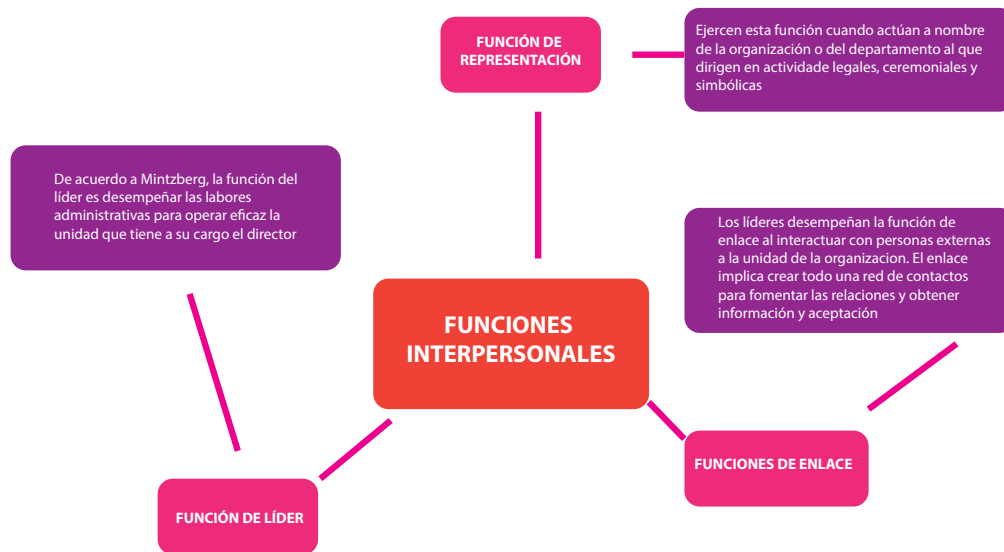 FUNCIÓN DE
REPRESENTACIÓN
Ejercen esta función cuando actúan a nombre
de la organización o del departamento al que
dirigen en actividade legales, ceremoniales y
simbólicas
De acuerdo a Mintzberg, la función del
líder es desempeñar las labores
administrativas para operar eficaz la
unidad que tiene a su cargo el director
Los líderes desempeñan la función de
enlace al interactuar con personas externas
a la unidad de la organizacion. El enlace
implica crear todo una red de contactos
para fomentar las relaciones y obtener
información y aceptación
FUNCIONES
INTERPERSONALES
FUNCIONES DE ENLACE
FUNCIÓN DE LÍDER